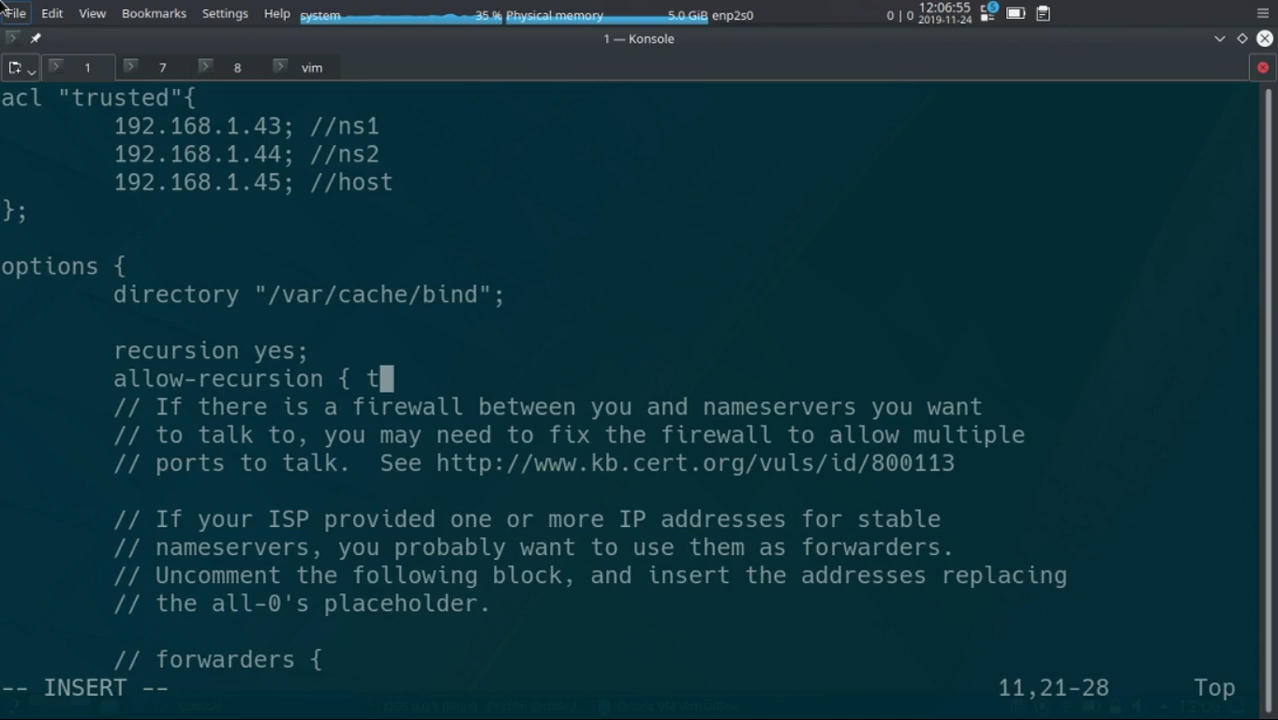 File Edit View Bookmarks Settings Help system 35 % Physical memory 5.0 GiB enp2s0 0 | 0 12:06:55 2019-11-24 5
1 — Konsole
1 7 8 vim
acl "trusted"{
        192.168.1.43; //ns1
        192.168.1.44; //ns2
        192.168.1.45; //host
};
options {
        directory "/var/cache/bind";
        recursion yes;
        allow-recursion { t
        // If there is a firewall between you and nameservers you want
        // to talk to, you may need to fix the firewall to allow multiple
        // ports to talk.  See http://www.kb.cert.org/vuls/id/800113
        // If your ISP provided one or more IP addresses for stable
        // nameservers, you probably want to use them as forwarders.
        // Uncomment the following block, and insert the addresses replacing
        // the all-0's placeholder.
        // forwarders {
-- INSERT -- 11,21-28 Top